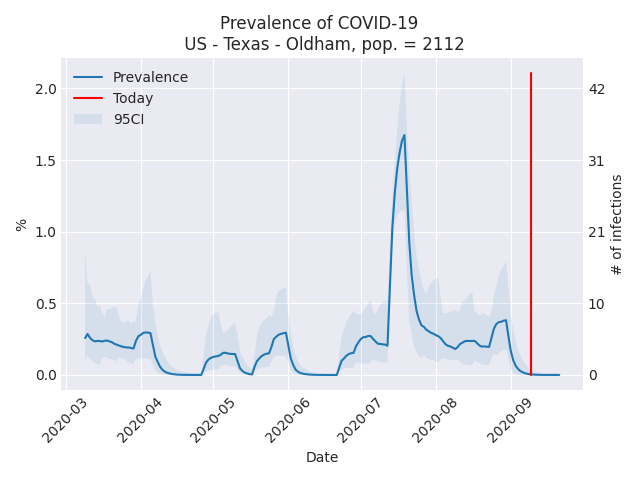 Prevalence of COVID-19
US - Texas - Oldham, pop. = 2112
Prevalence
Today
95CI
2.0
1.5
1.0
0.5
0.0
%
42
31
21
10
0
# of infections
2020-03
2020-04
2020-05
2020-06
2020-07
2020-08
2020-09
Date